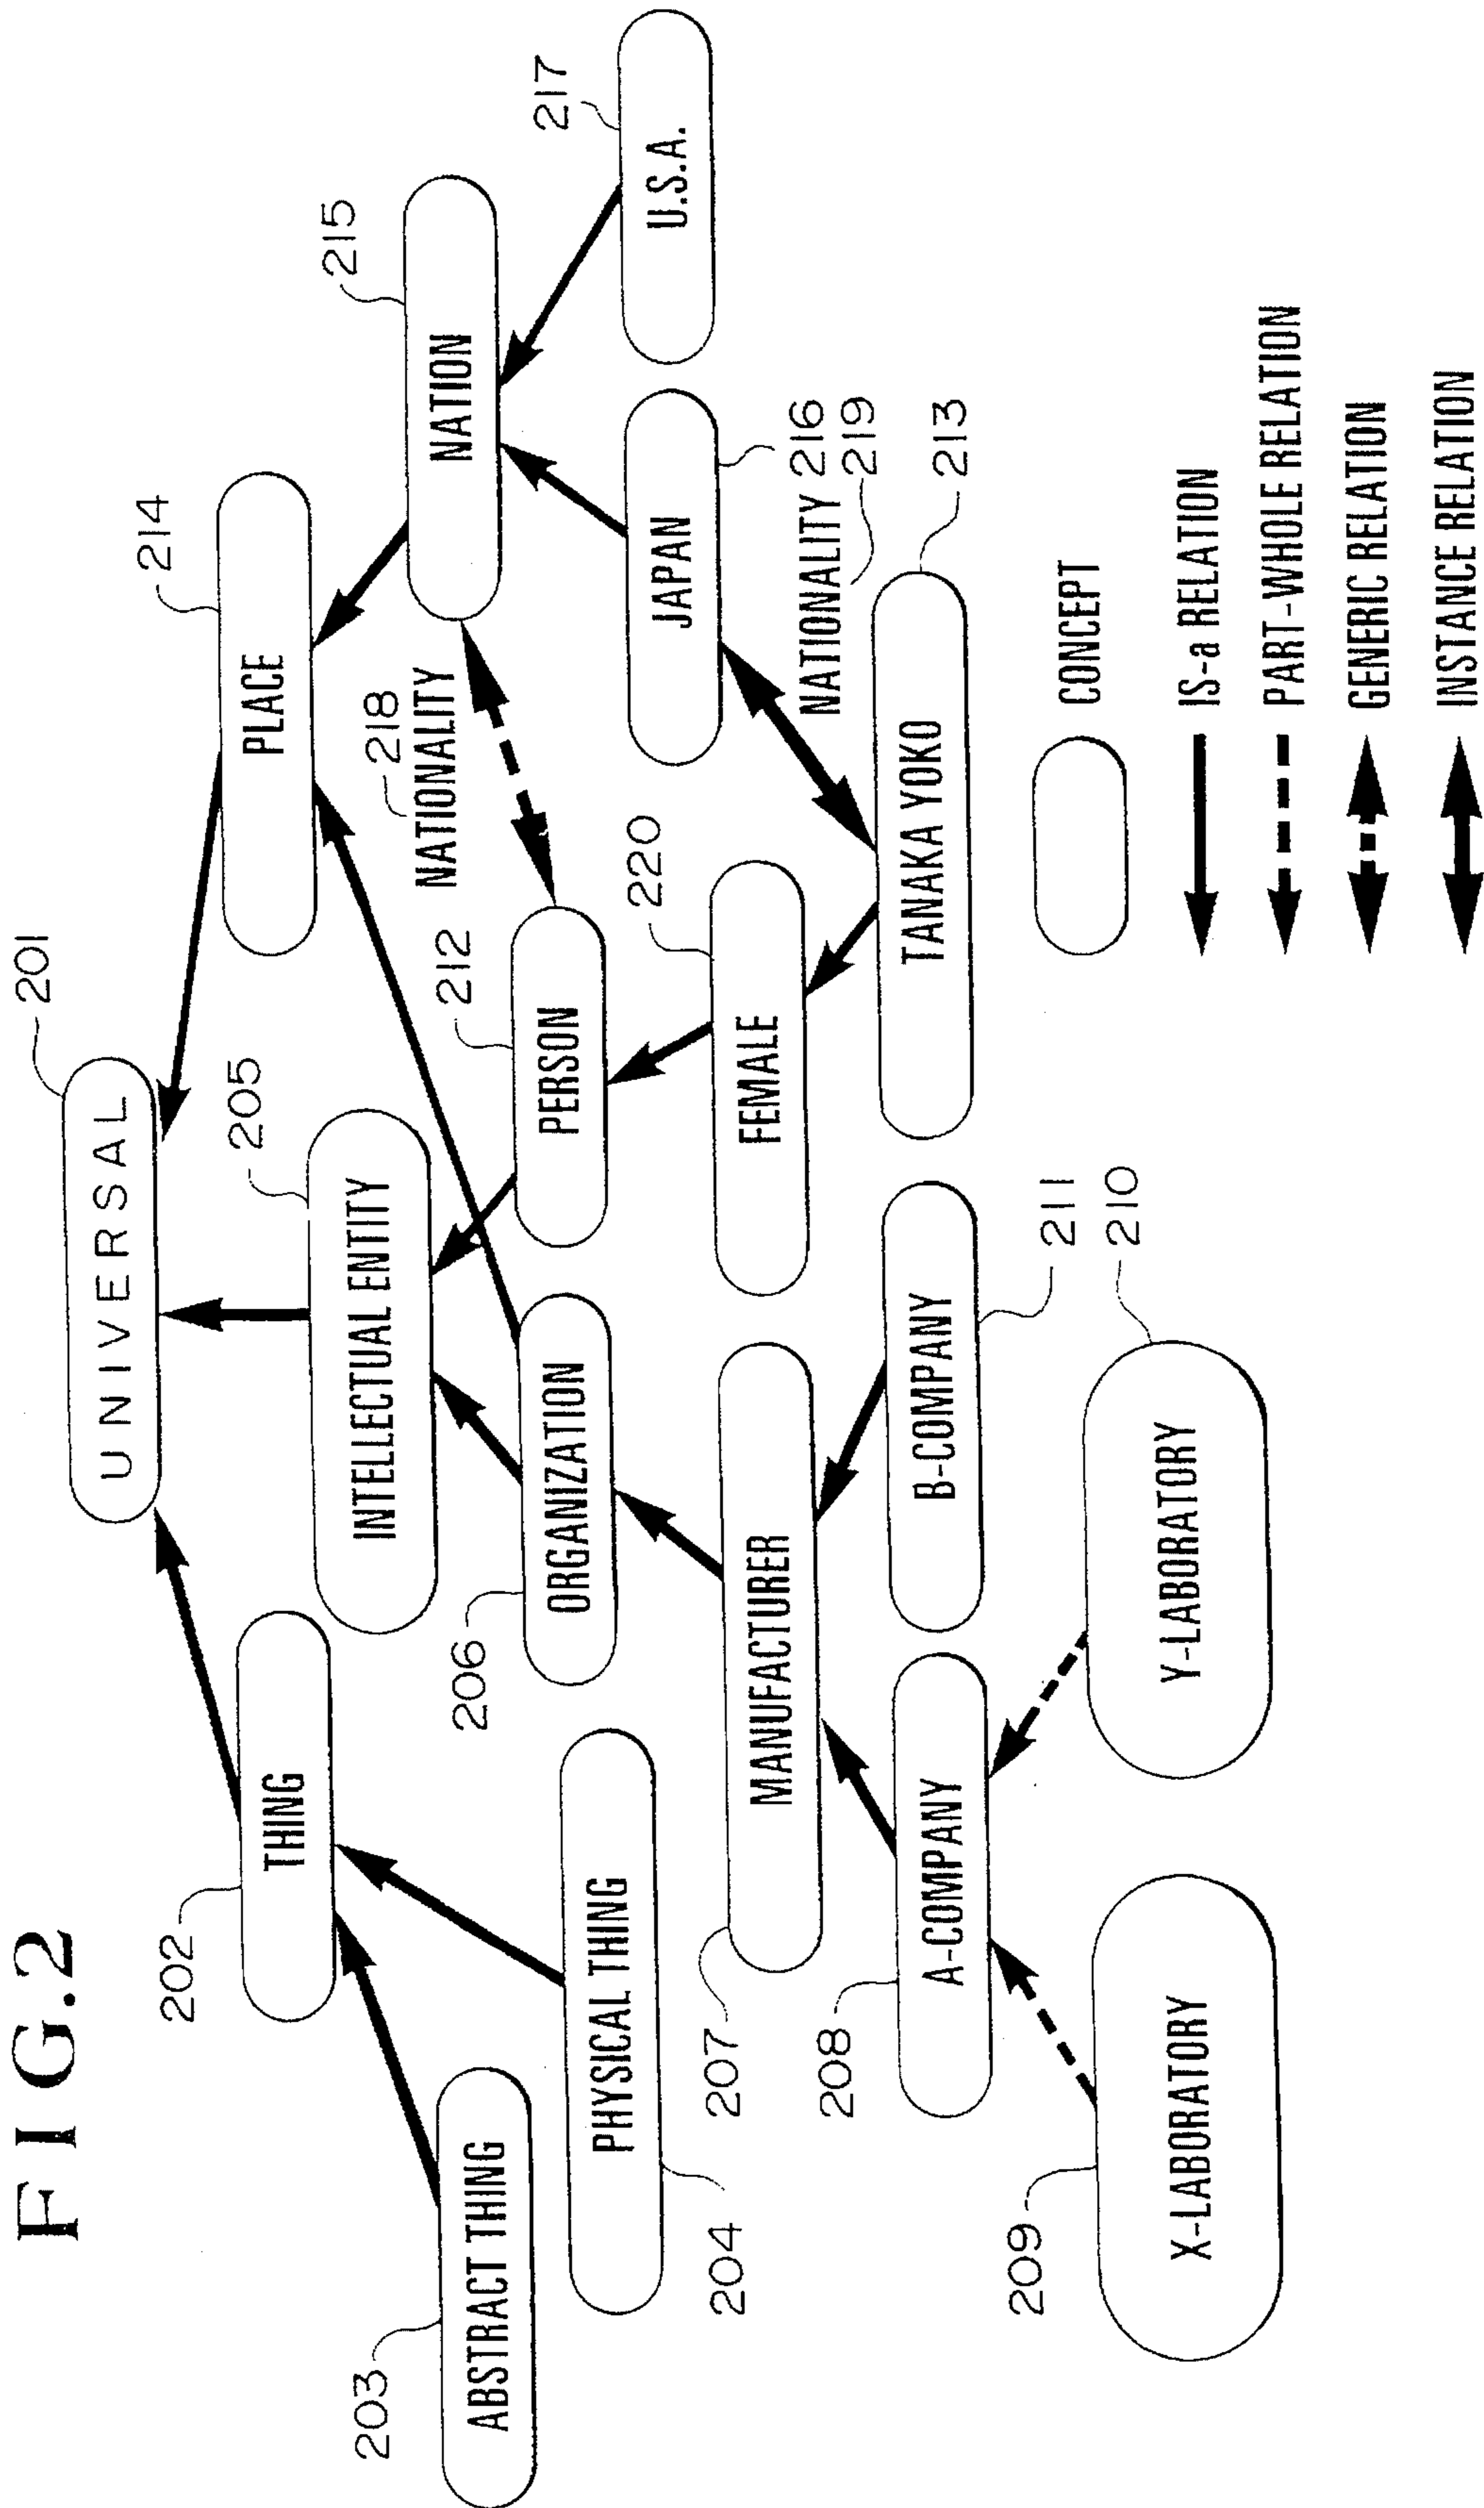 FIG.2
UNIVERSAL
201
THING
202
PLACE
214
INTELLECTUAL ENTITY
205
ABSTRACT THING
203
NATION
215
NATIONALITY
218
PHYSICAL THING
204
ORGANIZATION
206
PERSON
212
JAPAN
216
U.S.A.
217
MANUFACTURER
207
FEMALE
220
NATIONALITY
219
A-COMPANY
208
B-COMPANY
211
TANAKA YOKO
213
X-LABORATORY
209
Y-LABORATORY
210
CONCEPT
IS-a RELATION
PART-WHOLE RELATION
GENERIC RELATION
INSTANCE RELATION